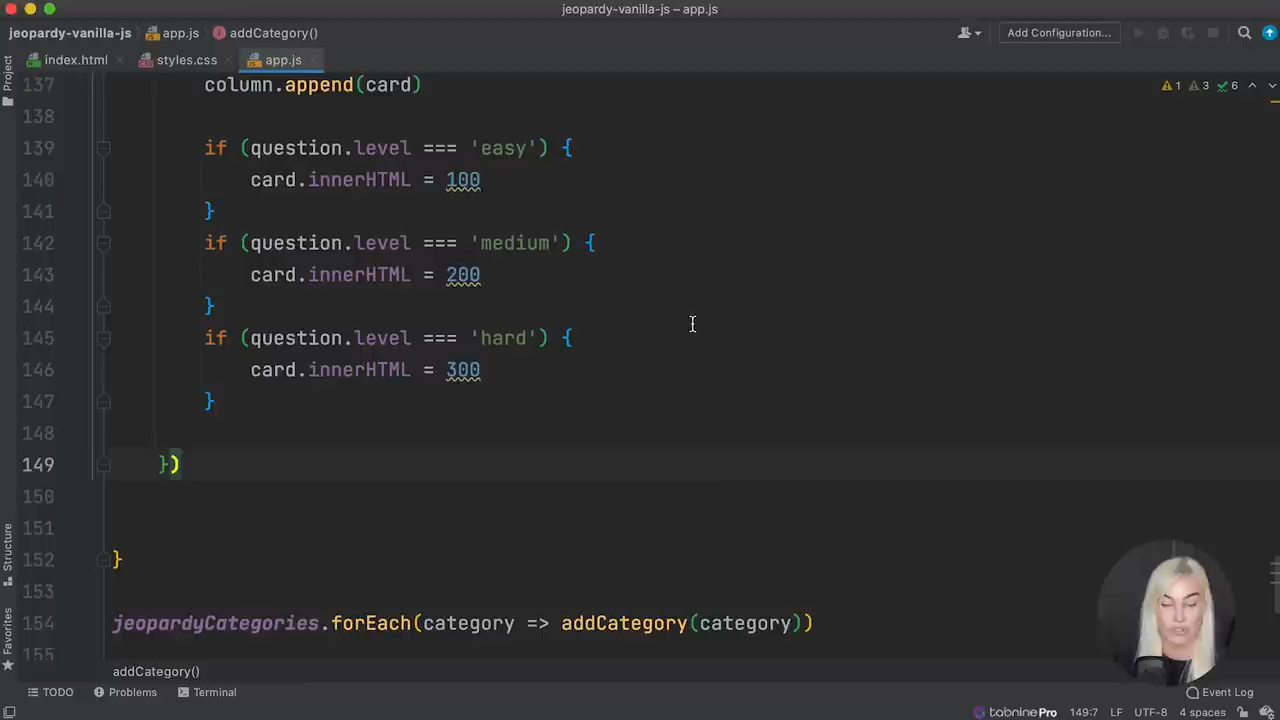 jeopardy-vanilla-js – app.js
jeopardy-vanilla-js app.js addCategory()
Add Configuration...
index.html styles.css app.js
Project
1 3 6
137 column.append(card)
138
139 if (question.level === 'easy') {
140 card.innerHTML = 100
141 }
142 if (question.level === 'medium') {
143 card.innerHTML = 200
144 }
145 if (question.level === 'hard') {
146 card.innerHTML = 300
147 }
148
149 })
150
151
152 }
153
154 jeopardyCategories.forEach(category => addCategory(category))
155
Structure
Favorites
addCategory()
TODO Problems Terminal Event Log
tabnine Pro 149:7 LF UTF-8 4 spaces